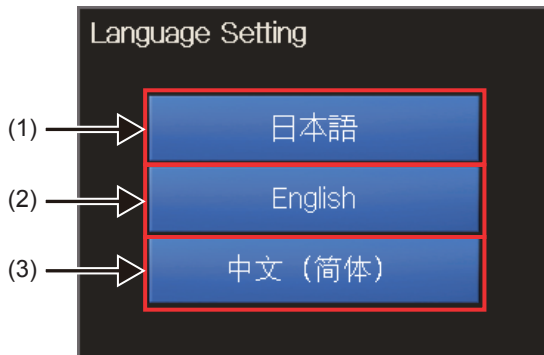 Language Setting
(1) 日本語
(2) English
(3) 中文（简体）